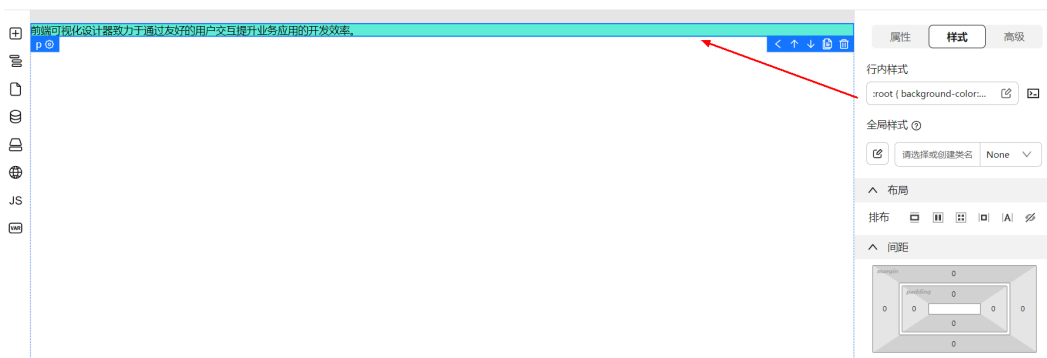 前端可视化设计器致力于通过友好的用户交互提升业务应用的开发效率。
p
JS
VAR
属性 样式 高级
行内样式
:root { background-color:...
全局样式
请选择或创建类名 None
布局
排布
A
间距
margin
0
padding
0
0 0 0 0
0
0